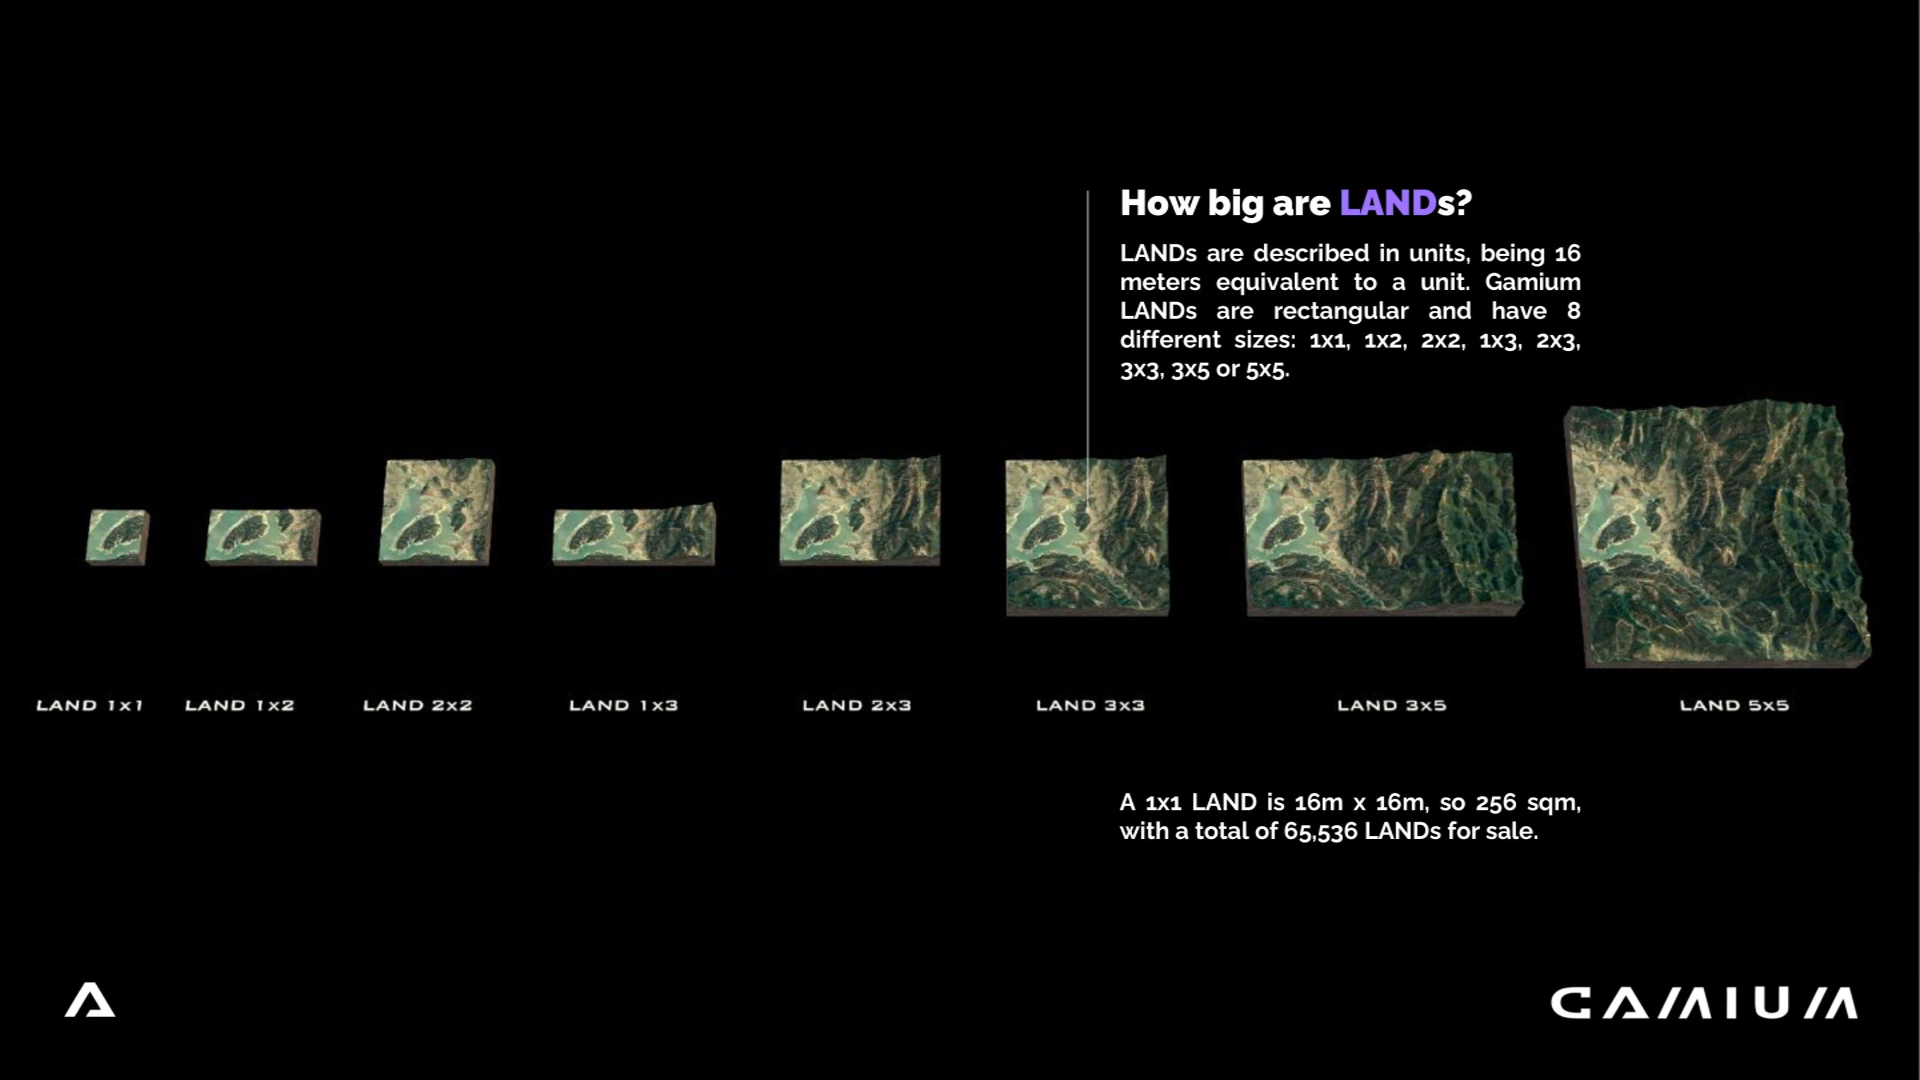 How big are LANDs?
LANDs are described in units, being 16
meters equivalent to a unit. Gamium
LANDs are rectangular and have 8
different sizes: 1x1, 1x2, 2x2, 1x3, 2x3,
3x3, 3x5 or 5x5.
LAND 1x1
LAND 1x2
LAND 2x2
LAND 1x3
LAND 2x3
LAND 3x3
LAND 3x5
LAND 5x5
A 1x1 LAND is 16m x 16m, so 256 sqm,
with a total of 65,536 LANDs for sale.
GAMIUM